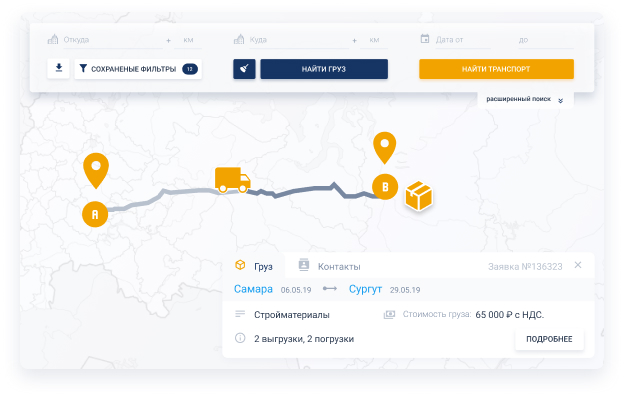 Откуда + км Куда + км Дата от до
СОХРАНЕНЫЕ ФИЛЬТРЫ 12 НАЙТИ ГРУЗ НАЙТИ ТРАНСПОРТ
расширенный поиск
A B
Груз Контакты Заявка №136323
Самара 06.05.19 Сургут 29.05.19
Стройматериалы Стоимость груза: 65 000 ₽ с НДС.
2 выгрузки, 2 погрузки ПОДРОБНЕЕ